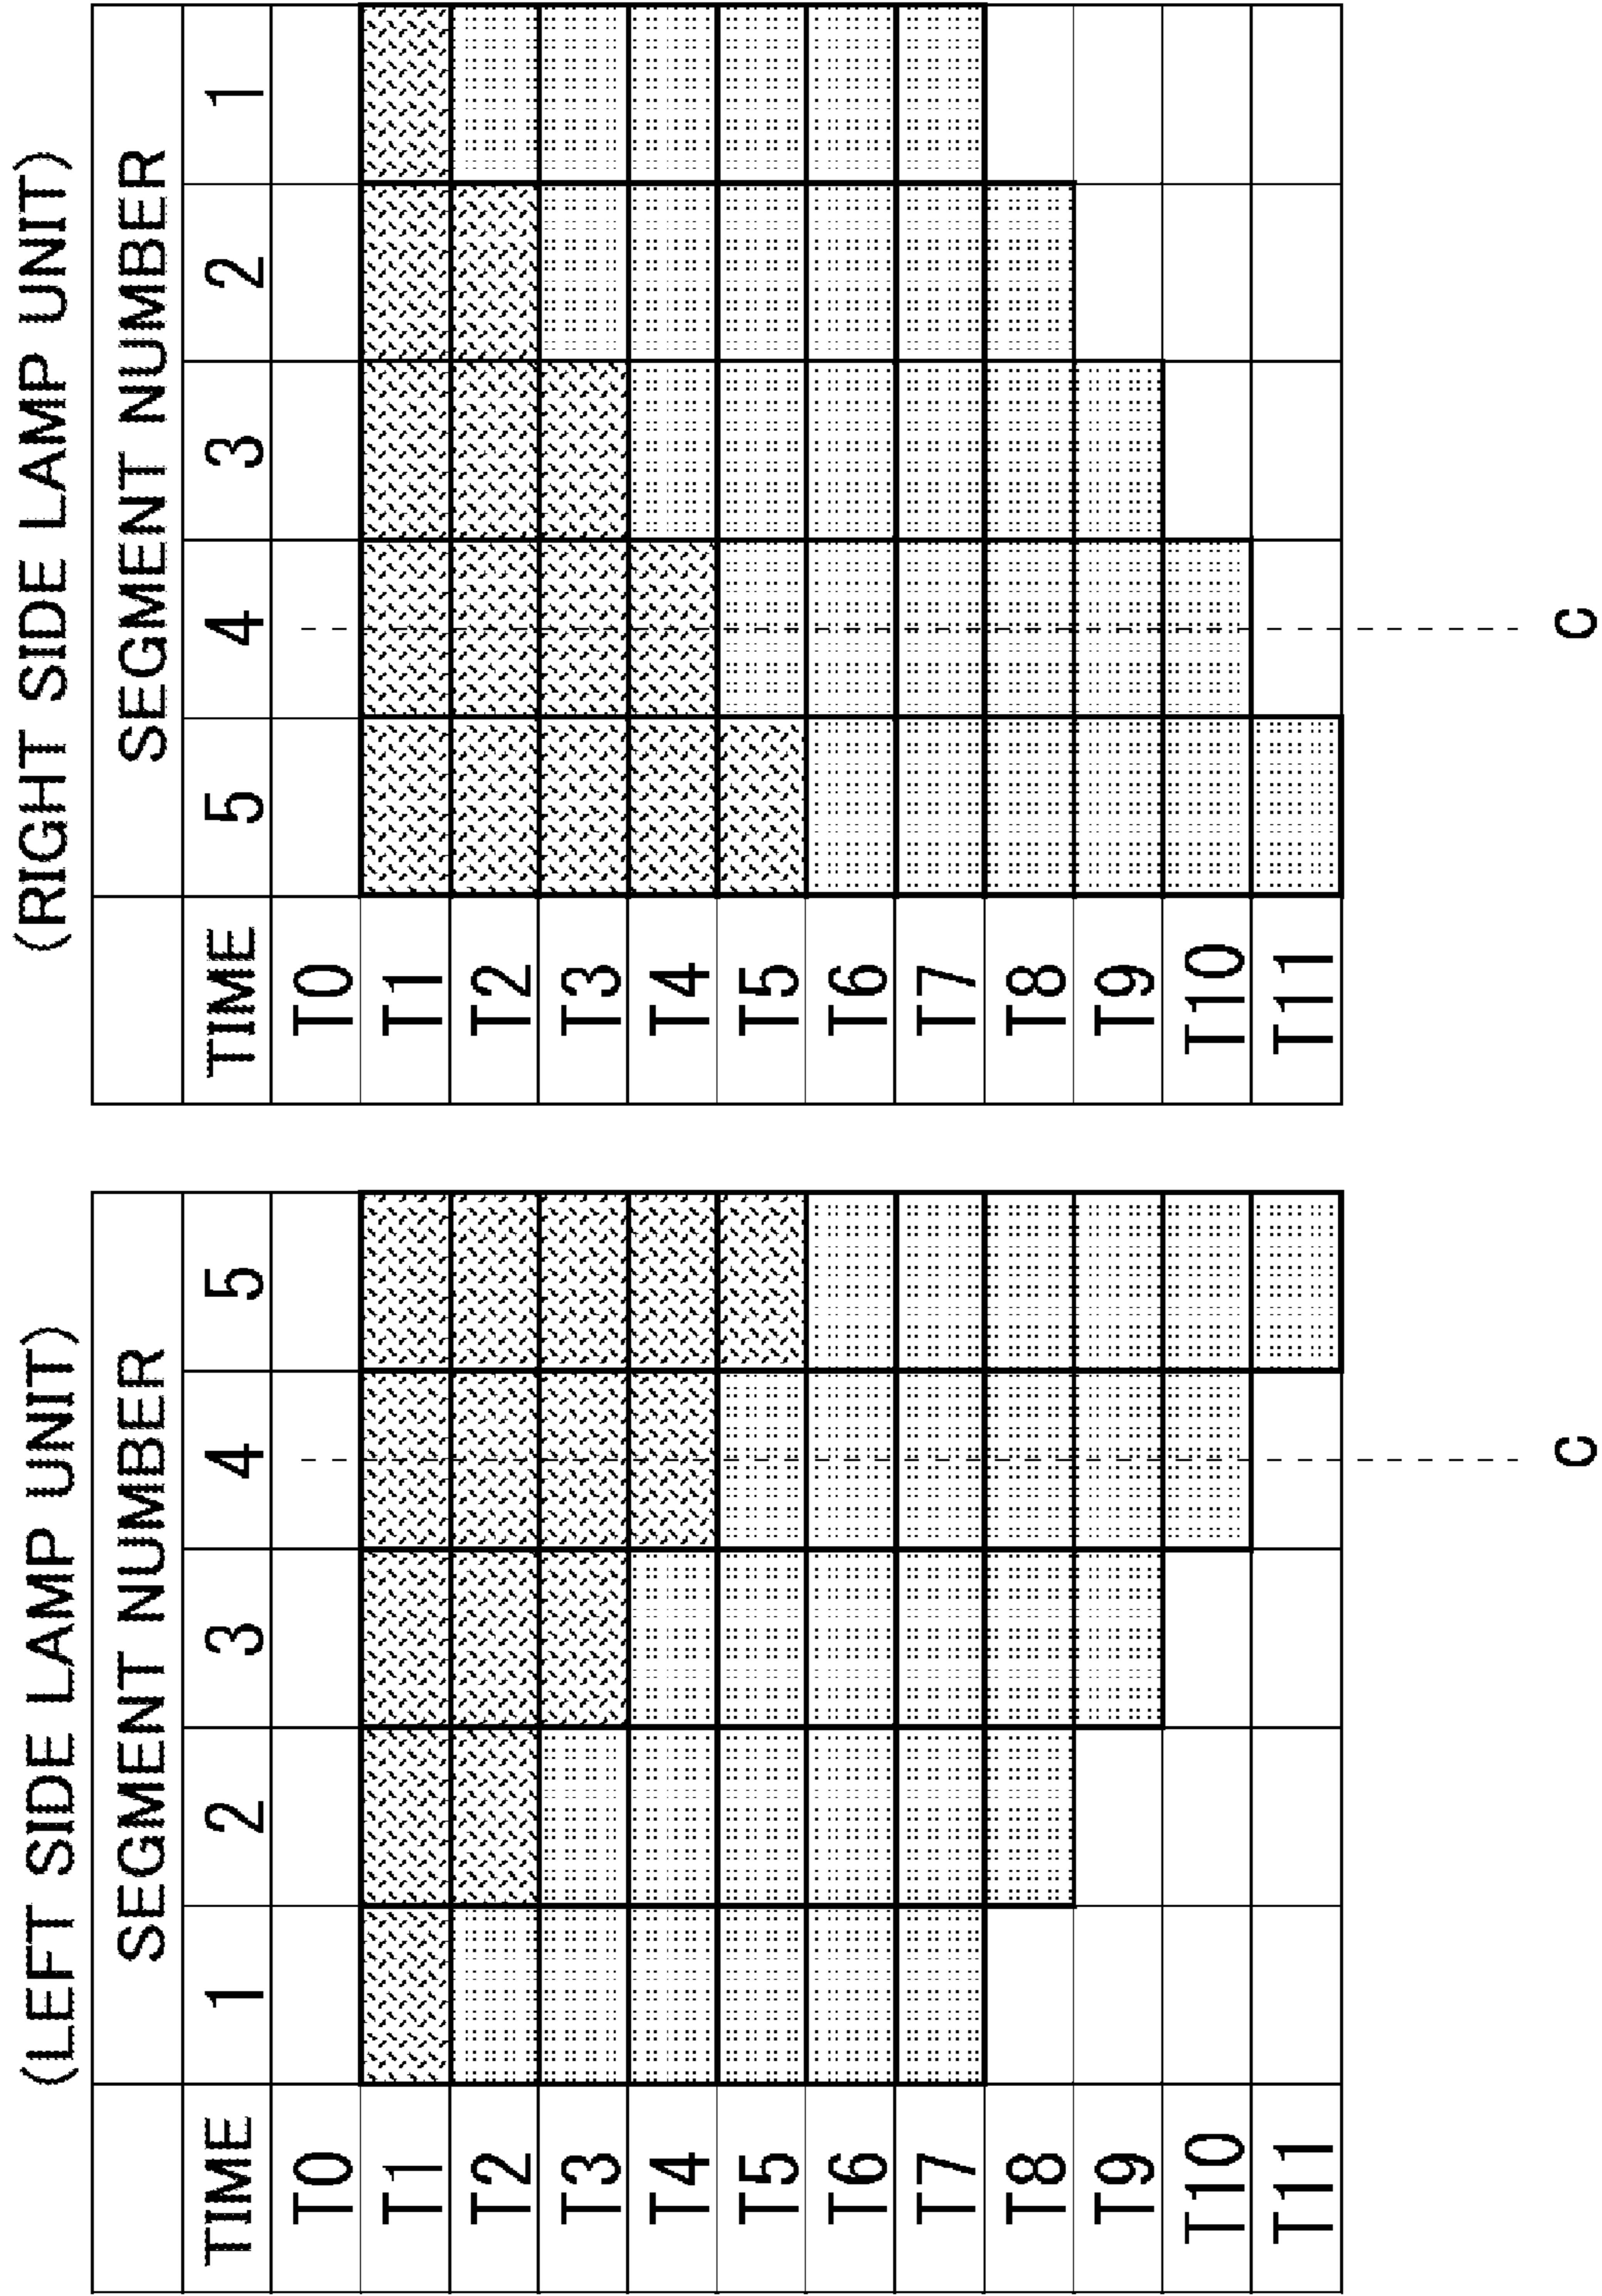 (LEFT SIDE LAMP UNIT)
SEGMENT NUMBER
TIME 1 2 3 4 5
T0
T1
T2
T3
T4
T5
T6
T7
T8
T9
T10
T11
C
(RIGHT SIDE LAMP UNIT)
SEGMENT NUMBER
TIME 5 4 3 2 1
T0
T1
T2
T3
T4
T5
T6
T7
T8
T9
T10
T11
C